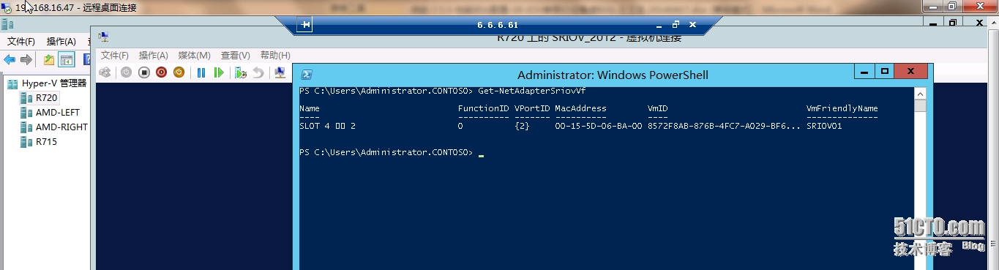 192.168.16.47 - 远程桌面连接
6.6.6.61
R720 上的 SRIOV_2012 - 虚拟机连接
文件(F) 操作(A)
文件(F) 操作(A) 媒体(M) 查看(V) 帮助(H)
Hyper-V 管理器
R720
AMD-LEFT
AMD-RIGHT
R715
Administrator: Windows PowerShell
PS C:\Users\Administrator.CONTOSO> Get-NetAdapterSriovVf
Name FunctionID VPortID MacAddress VmID VmFriendlyName
---- ---------- ------- ---------- ---- --------------
SLOT 4 □□ 2 0 {2} 00-15-5D-06-BA-00 8572F8AB-876B-4FC7-A029-BF6... SRIOV01
PS C:\Users\Administrator.CONTOSO>
51CTO.com
技术博客 Blog